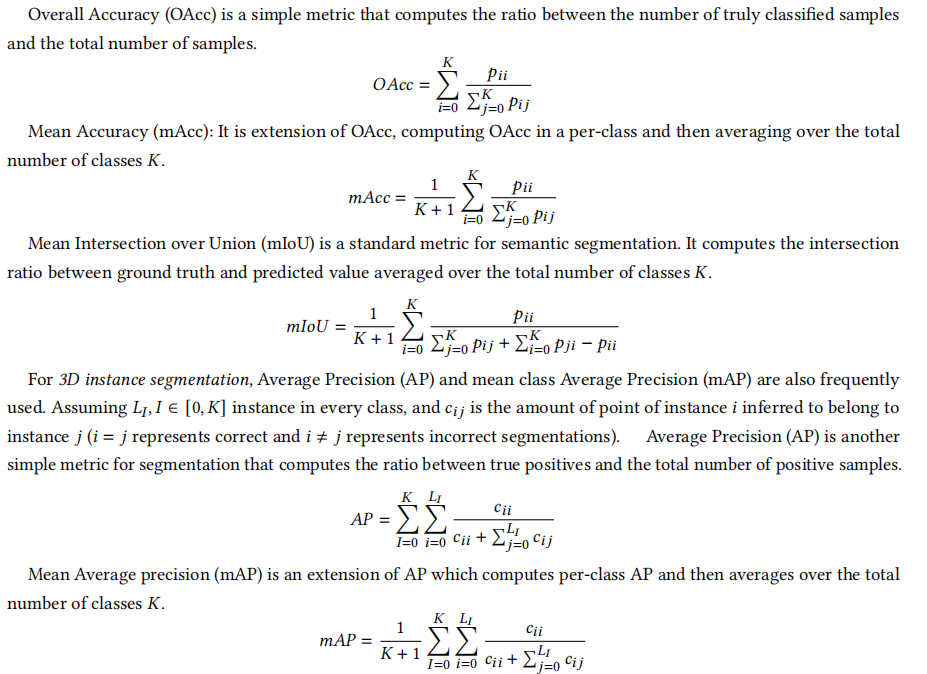 Overall Accuracy (OAcc) is a simple metric that computes the ratio between the number of truly classified samples
and the total number of samples.
OAcc = \sum_{i=0}^{K} \frac{p_{ii}}{\sum_{j=0}^{K} p_{ij}}
Mean Accuracy (mAcc): It is extension of OAcc, computing OAcc in a per-class and then averaging over the total
number of classes K.
mAcc = \frac{1}{K+1} \sum_{i=0}^{K} \frac{p_{ii}}{\sum_{j=0}^{K} p_{ij}}
Mean Intersection over Union (mIoU) is a standard metric for semantic segmentation. It computes the intersection
ratio between ground truth and predicted value averaged over the total number of classes K.
mIoU = \frac{1}{K+1} \sum_{i=0}^{K} \frac{p_{ii}}{\sum_{j=0}^{K} p_{ij} + \sum_{i=0}^{K} p_{ji} - p_{ii}}
For 3D instance segmentation, Average Precision (AP) and mean class Average Precision (mAP) are also frequently
used. Assuming L_I, I ∈ [0, K] instance in every class, and c_{ij} is the amount of point of instance i inferred to belong to
instance j (i = j represents correct and i ≠ j represents incorrect segmentations). Average Precision (AP) is another
simple metric for segmentation that computes the ratio between true positives and the total number of positive samples.
AP = \sum_{I=0}^{K} \sum_{i=0}^{L_I} \frac{c_{ii}}{c_{ii} + \sum_{j=0}^{L_I} c_{ij}}
Mean Average precision (mAP) is an extension of AP which computes per-class AP and then averages over the total
number of classes K.
mAP = \frac{1}{K+1} \sum_{I=0}^{K} \sum_{i=0}^{L_I} \frac{c_{ii}}{c_{ii} + \sum_{j=0}^{L_I} c_{ij}}